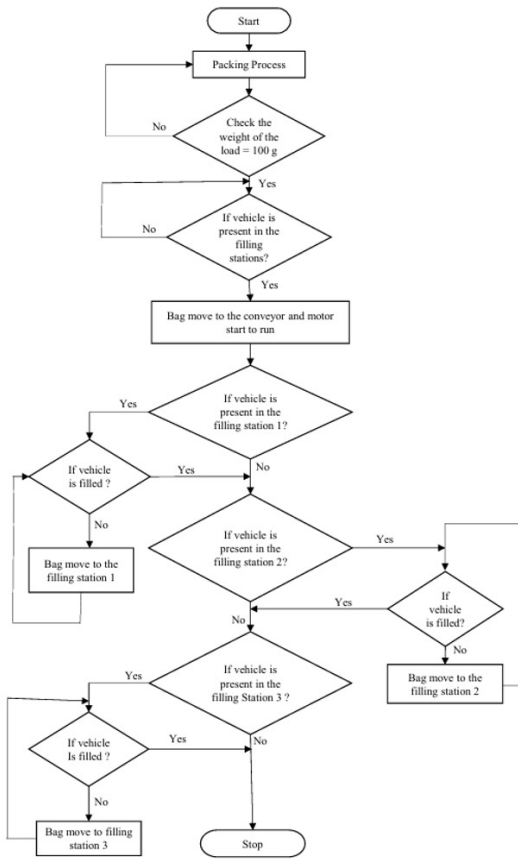 Start
Packing Process
No
Check the
weight of the
load = 100 g
Yes
No
If vehicle is
present in the
filling
stations?
Yes
Bag move to the conveyor and motor
start to run
Yes
If vehicle is
present in the
filling station 1?
If vehicle
is filled ?
Yes
No
No
Bag move to the
filling station 1
If vehicle is
present in the
filling station 2?
Yes
If
vehicle
is filled?
Yes
No
No
Bag move to the
filling station 2
Yes
If vehicle is
present in the
filling Station 3 ?
If vehicle
Is filled ?
Yes
No
No
Bag move to filling
station 3
Stop